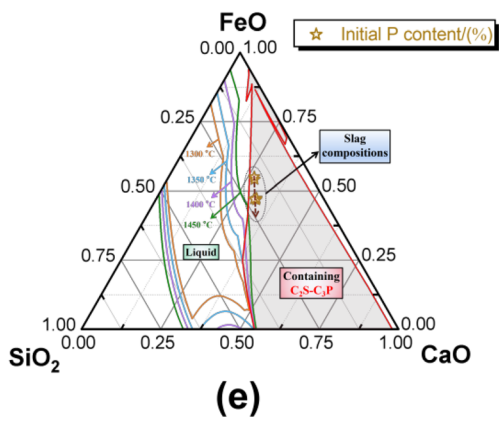 FeO
☆ Initial P content/(%)
0.00 1.00
0.25 0.75
1300 °C
1350 °C
1400 °C
1450 °C
Slag
compositions
0.50 0.50
0.75 0.25
Liquid
Containing
C₂S-C₃P
1.00 0.00
0.00 0.25 0.50 0.75 1.00
SiO₂ CaO
(e)